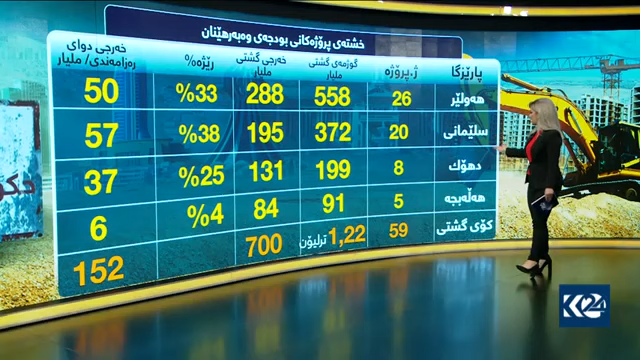 خشتەی پڕۆژەکانی بودجەی وەبەرهێنان
پارێزگا ژ.پرۆژە گوژمەی گشتی ملیار خەرجی گشتی ملیار رێژە% خەرجی دوای رەزامەندی/ ملیار
هەولێر 26 558 288 %33 50
سلێمانی 20 372 195 %38 57
دهۆک 8 199 131 %25 37
هەڵەبجە 5 91 84 %4 6
کۆی گشتی 59 1,22 ترلیۆن 700 152
K24